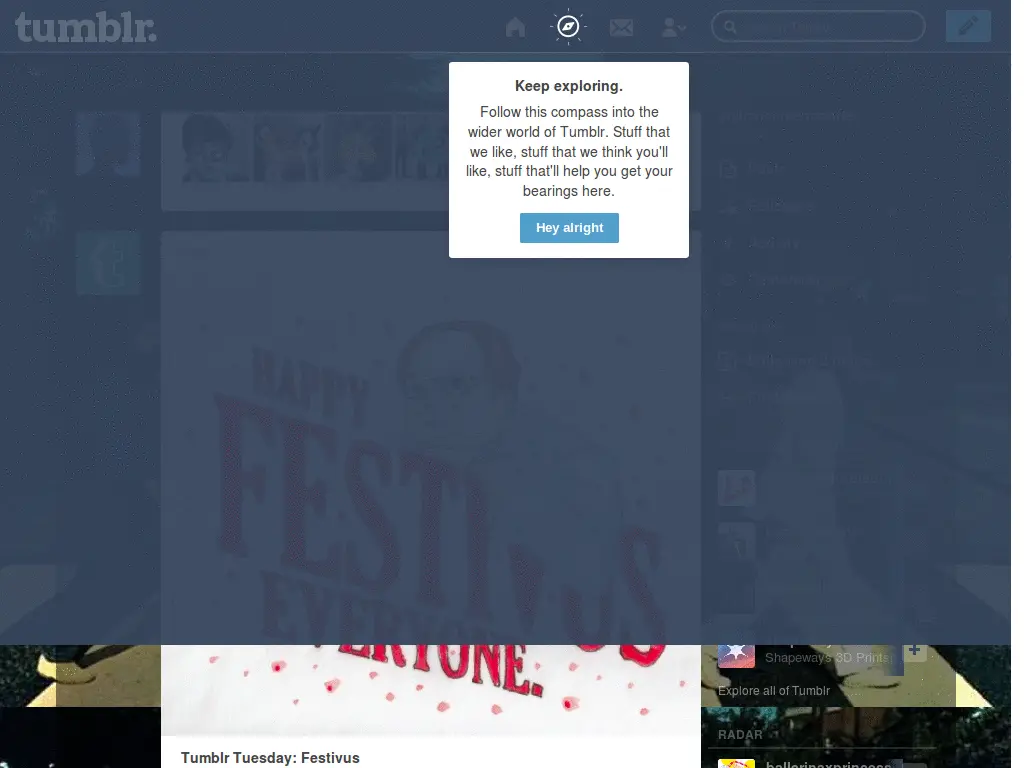 tumblr.
Keep exploring.
Follow this compass into the
wider world of Tumblr. Stuff that
we like, stuff that we think you'll
like, stuff that'll help you get your
bearings here.
Hey alright
HAPPY
FESTIVUS
EVERYONE.
Shapeways 3D Prints
Explore all of Tumblr
RADAR
Tumblr Tuesday: Festivus
ballerinaxprincess